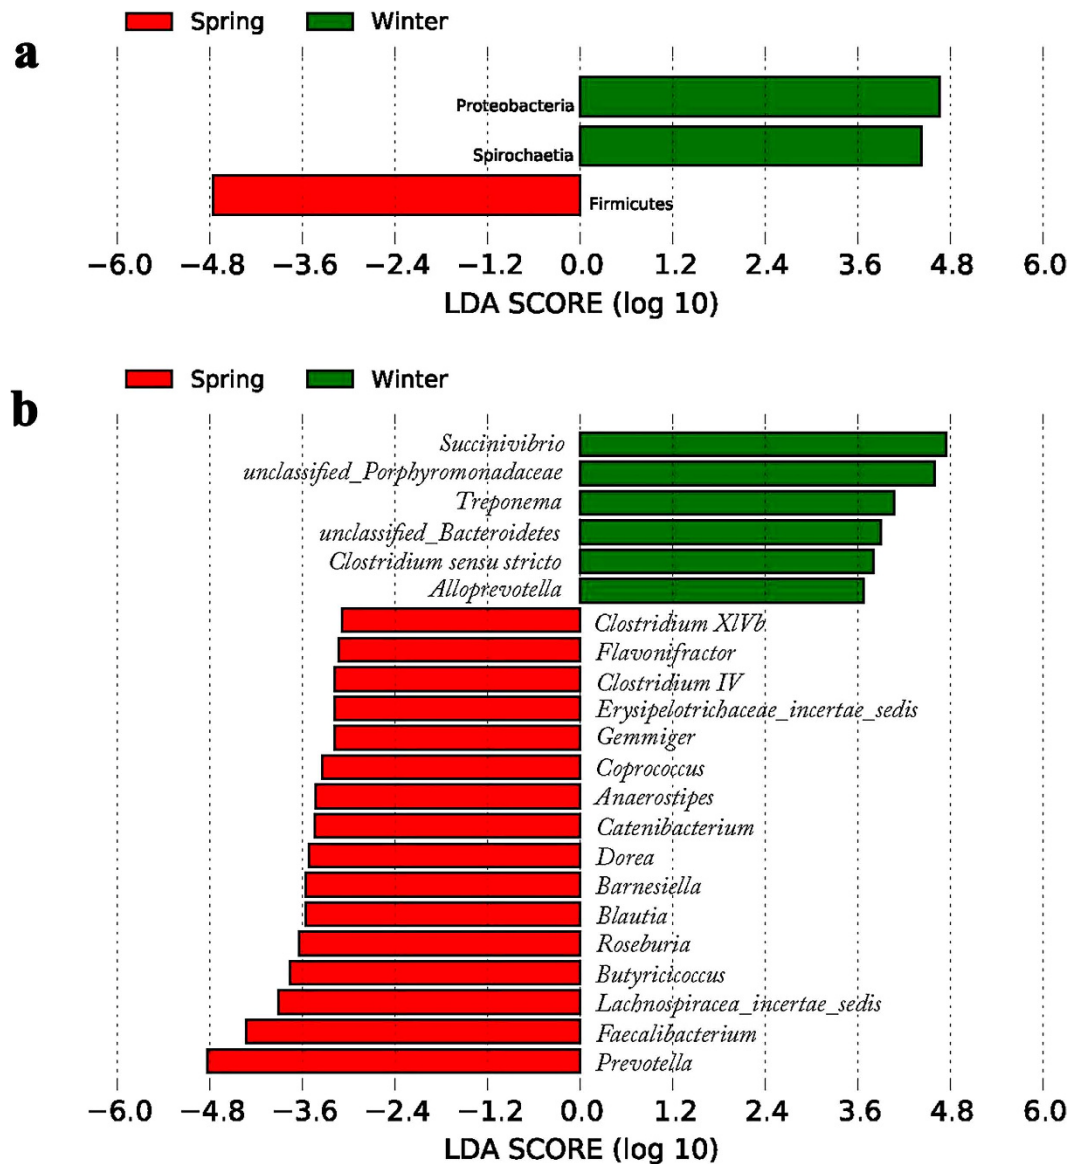 Spring Winter
a
Proteobacteria
Spirochaetia
Firmicutes
−6.0 −4.8 −3.6 −2.4 −1.2 0.0 1.2 2.4 3.6 4.8 6.0
LDA SCORE (log 10)
Spring Winter
b
Succinivibrio
unclassified_Porphyromonadaceae
Treponema
unclassified_Bacteroidetes
Clostridium sensu stricto
Alloprevotella
Clostridium XlVb
Flavonifractor
Clostridium IV
Erysipelotrichaceae_incertae_sedis
Gemmiger
Coprococcus
Anaerostipes
Catenibacterium
Dorea
Barnesiella
Blautia
Roseburia
Butyricicoccus
Lachnospiracea_incertae_sedis
Faecalibacterium
Prevotella
−6.0 −4.8 −3.6 −2.4 −1.2 0.0 1.2 2.4 3.6 4.8 6.0
LDA SCORE (log 10)